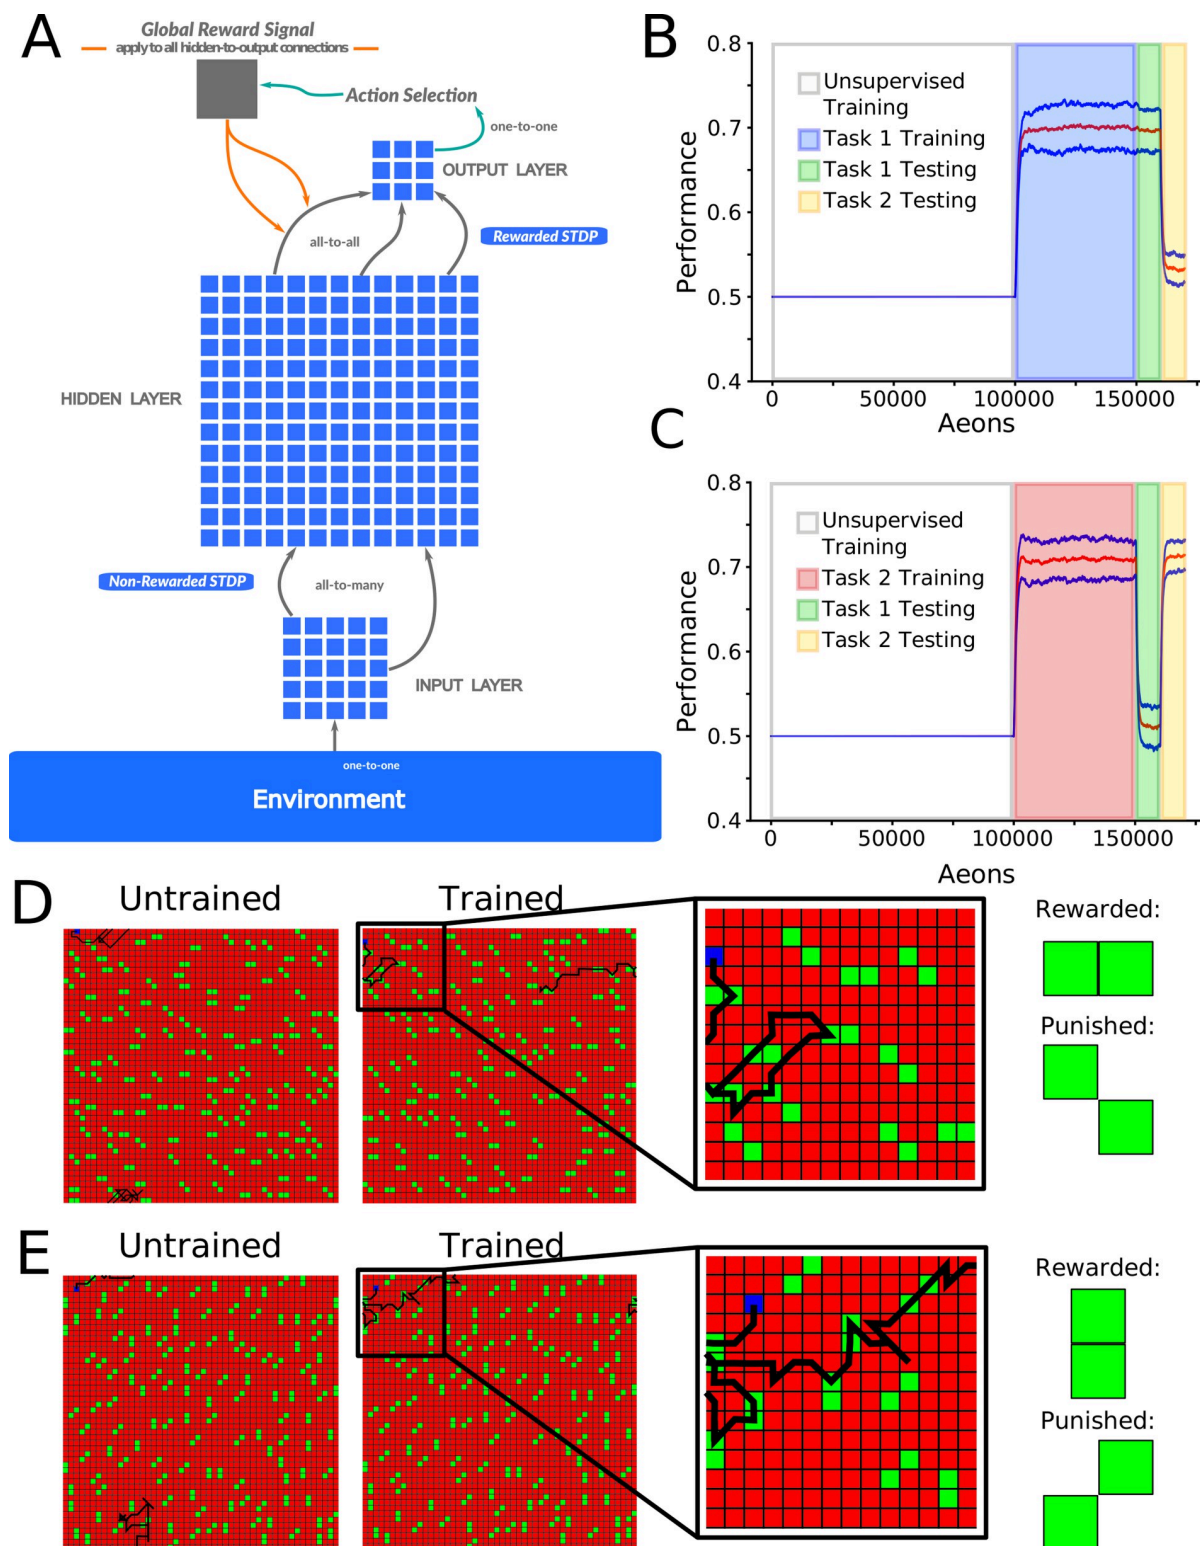 A
Global Reward Signal
apply to all hidden-to-output connections
Action Selection
one-to-one
OUTPUT LAYER
all-to-all
Rewarded STDP
HIDDEN LAYER
Non-Rewarded STDP
all-to-many
INPUT LAYER
one-to-one
Environment
B
0.8
0.7
0.6
0.5
0.4
Performance
Unsupervised
Training
Task 1 Training
Task 1 Testing
Task 2 Testing
0 50000 100000 150000
Aeons
C
0.8
0.7
0.6
0.5
0.4
Performance
Unsupervised
Training
Task 2 Training
Task 1 Testing
Task 2 Testing
0 50000 100000 150000
Aeons
D
Untrained
Trained
Rewarded:
Punished:
E
Untrained
Trained
Rewarded:
Punished: